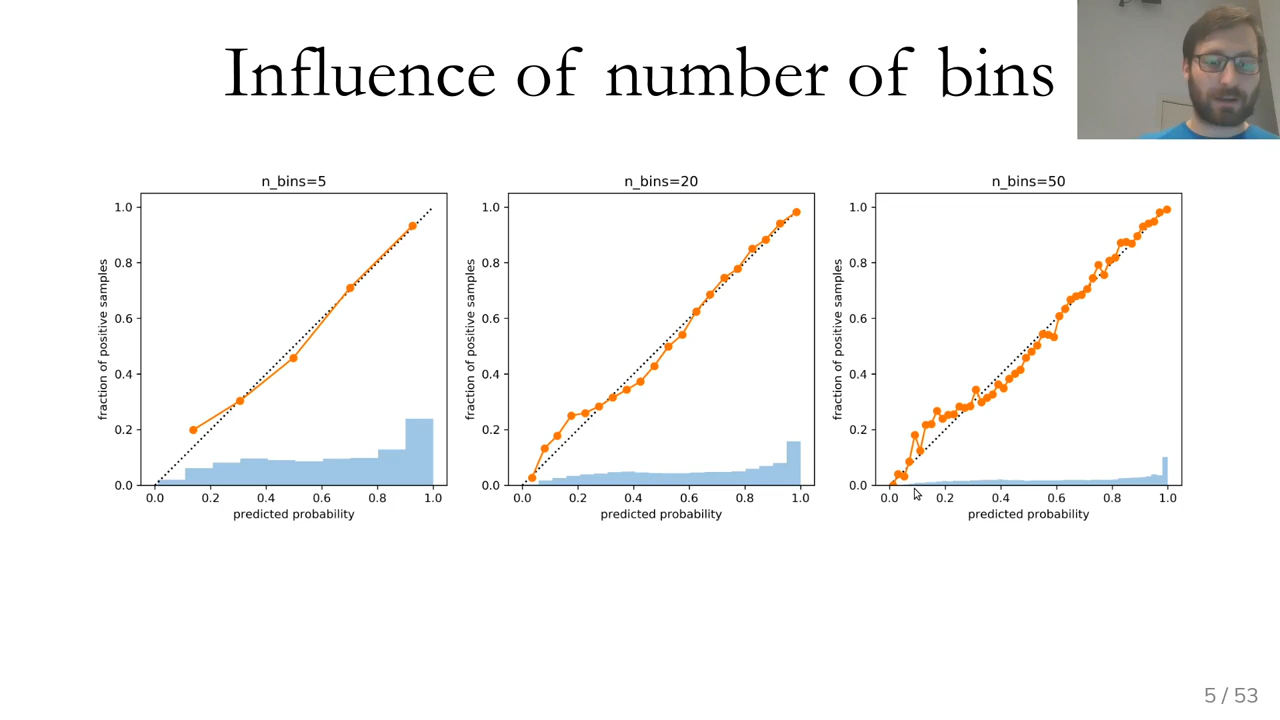 Influence of number of bins
n_bins=5
1.0
0.8
0.6
0.4
0.2
0.0
fraction of positive samples
0.0 0.2 0.4 0.6 0.8 1.0
predicted probability
n_bins=20
1.0
0.8
0.6
0.4
0.2
0.0
fraction of positive samples
0.0 0.2 0.4 0.6 0.8 1.0
predicted probability
n_bins=50
1.0
0.8
0.6
0.4
0.2
0.0
fraction of positive samples
0.0 0.2 0.4 0.6 0.8 1.0
predicted probability
5 / 53